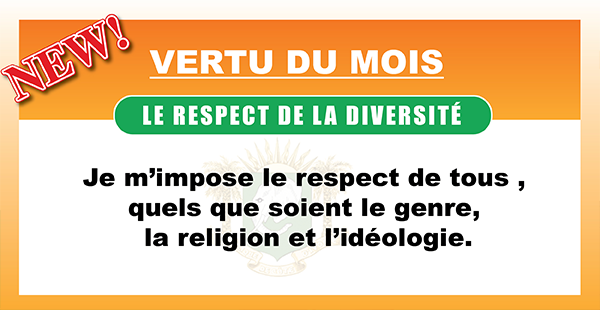 NEW!
VERTU DU MOIS
LE RESPECT DE LA DIVERSITÉ
Je m’impose le respect de tous ,
quels que soient le genre,
la religion et l’idéologie.